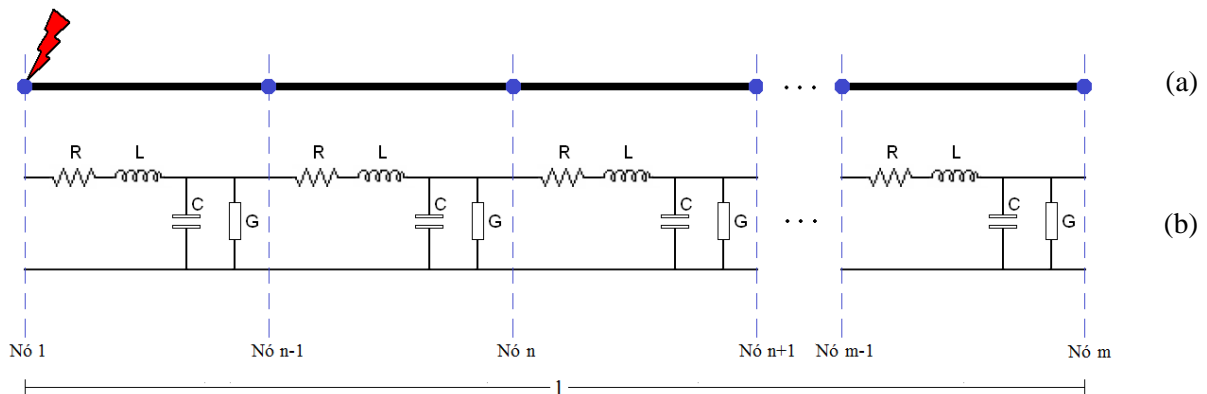 (a)
R L R L R L R L
C G C G C G C G
(b)
Nó 1 Nó n-1 Nó n Nó n+1 Nó m-1 Nó m
l